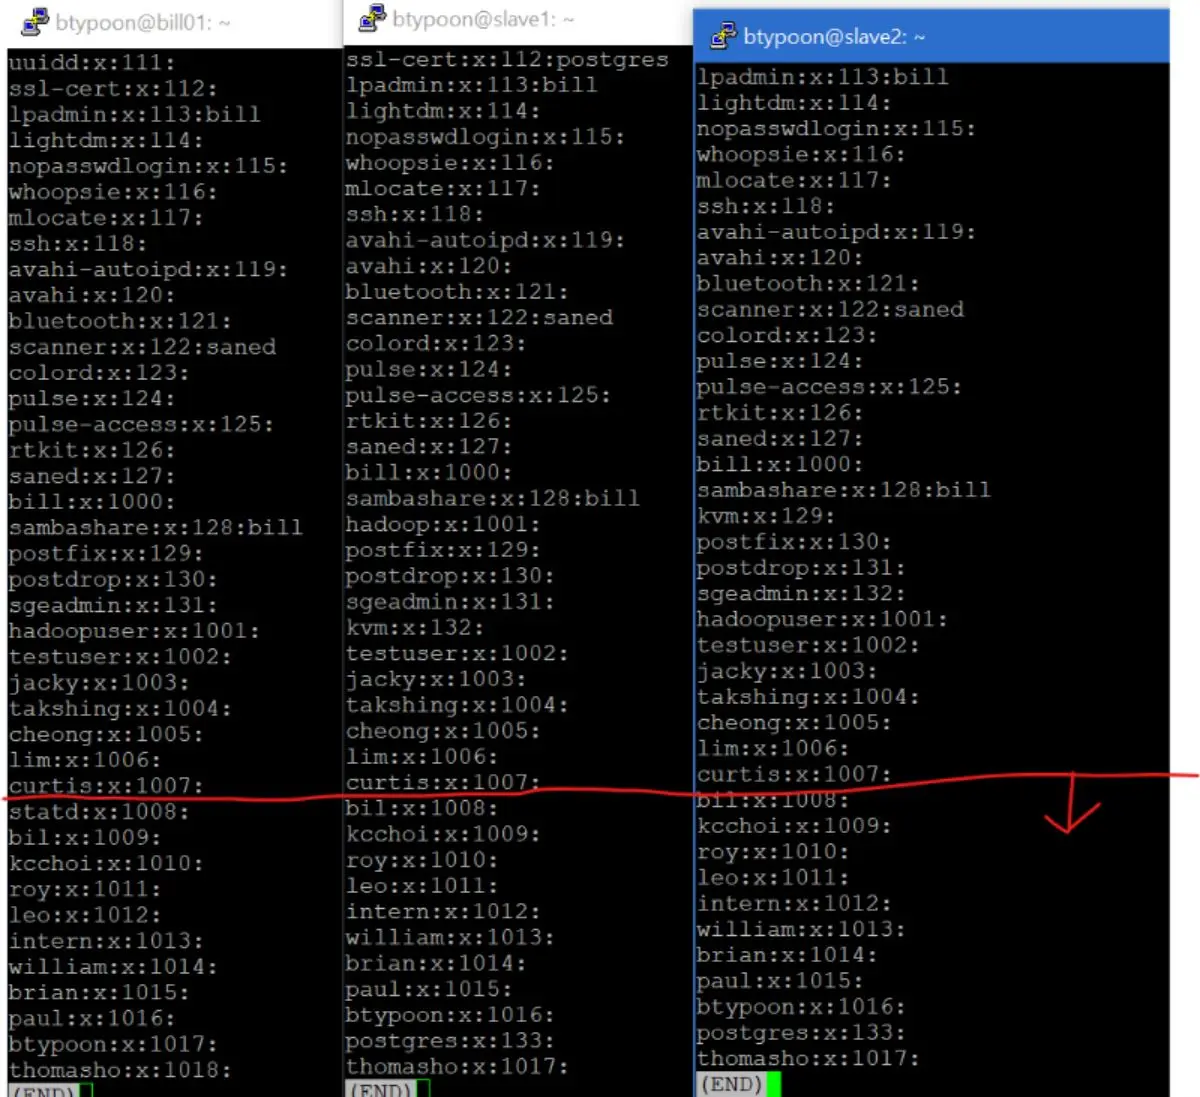 btypoon@bill01: ~
uuidd:x:111:
ssl-cert:x:112:
lpadmin:x:113:bill
lightdm:x:114:
nopasswdlogin:x:115:
whoopsie:x:116:
mlocate:x:117:
ssh:x:118:
avahi-autoipd:x:119:
avahi:x:120:
bluetooth:x:121:
scanner:x:122:saned
colord:x:123:
pulse:x:124:
pulse-access:x:125:
rtkit:x:126:
saned:x:127:
bill:x:1000:
sambashare:x:128:bill
postfix:x:129:
postdrop:x:130:
sgeadmin:x:131:
hadoopuser:x:1001:
testuser:x:1002:
jacky:x:1003:
takshing:x:1004:
cheong:x:1005:
lim:x:1006:
curtis:x:1007:
statd:x:1008:
bil:x:1009:
kcchoi:x:1010:
roy:x:1011:
leo:x:1012:
intern:x:1013:
william:x:1014:
brian:x:1015:
paul:x:1016:
btypoon:x:1017:
thomasho:x:1018:
(END)
btypoon@slave1: ~
ssl-cert:x:112:postgres
lpadmin:x:113:bill
lightdm:x:114:
nopasswdlogin:x:115:
whoopsie:x:116:
mlocate:x:117:
ssh:x:118:
avahi-autoipd:x:119:
avahi:x:120:
bluetooth:x:121:
scanner:x:122:saned
colord:x:123:
pulse:x:124:
pulse-access:x:125:
rtkit:x:126:
saned:x:127:
bill:x:1000:
sambashare:x:128:bill
hadoop:x:1001:
postfix:x:129:
postdrop:x:130:
sgeadmin:x:131:
kvm:x:132:
testuser:x:1002:
jacky:x:1003:
takshing:x:1004:
cheong:x:1005:
lim:x:1006:
curtis:x:1007:
bil:x:1008:
kcchoi:x:1009:
roy:x:1010:
leo:x:1011:
intern:x:1012:
william:x:1013:
brian:x:1014:
paul:x:1015:
btypoon:x:1016:
postgres:x:133:
thomasho:x:1017:
(END)
btypoon@slave2: ~
lpadmin:x:113:bill
lightdm:x:114:
nopasswdlogin:x:115:
whoopsie:x:116:
mlocate:x:117:
ssh:x:118:
avahi-autoipd:x:119:
avahi:x:120:
bluetooth:x:121:
scanner:x:122:saned
colord:x:123:
pulse:x:124:
pulse-access:x:125:
rtkit:x:126:
saned:x:127:
bill:x:1000:
sambashare:x:128:bill
kvm:x:129:
postfix:x:130:
postdrop:x:131:
sgeadmin:x:132:
hadoopuser:x:1001:
testuser:x:1002:
jacky:x:1003:
takshing:x:1004:
cheong:x:1005:
lim:x:1006:
curtis:x:1007:
bil:x:1008:
kcchoi:x:1009:
roy:x:1010:
leo:x:1011:
intern:x:1012:
william:x:1013:
brian:x:1014:
paul:x:1015:
btypoon:x:1016:
postgres:x:133:
thomasho:x:1017:
(END)